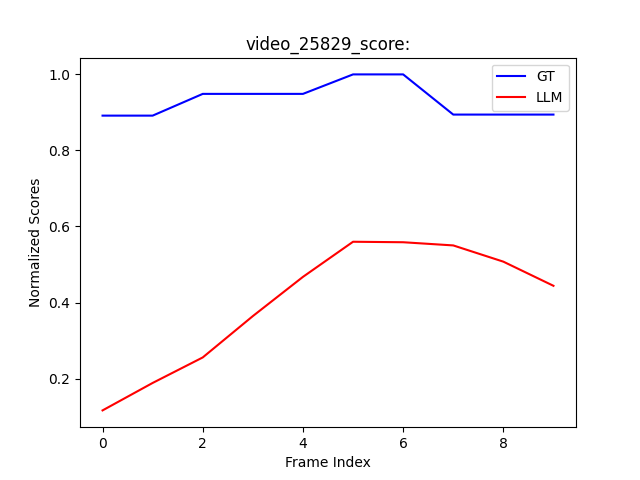 video_25829_score:
GT
LLM
1.0
0.8
0.6
0.4
0.2
Normalized Scores
0 2 4 6 8
Frame Index